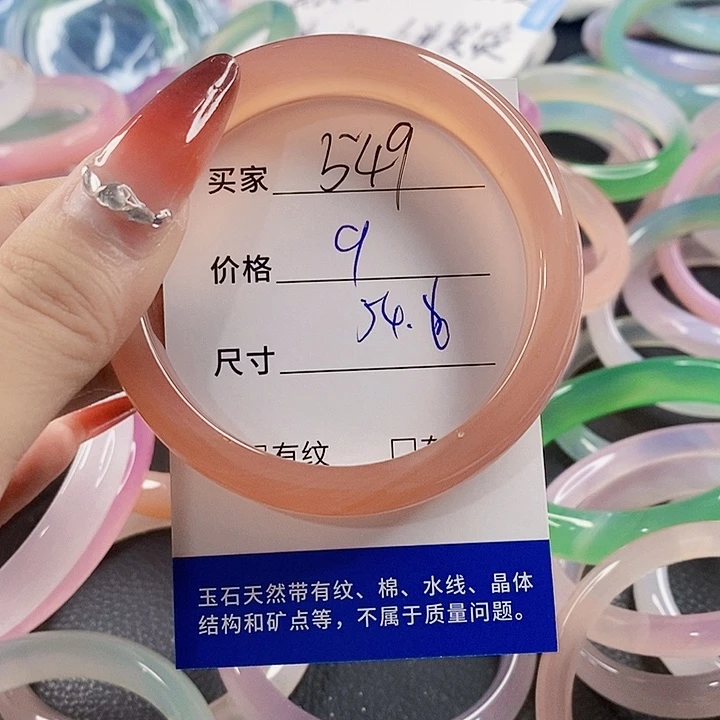 买家 549
价格 9
尺寸 54.6
有纹
玉石天然带有纹、棉、水线、晶体
结构和矿点等，不属于质量问题。